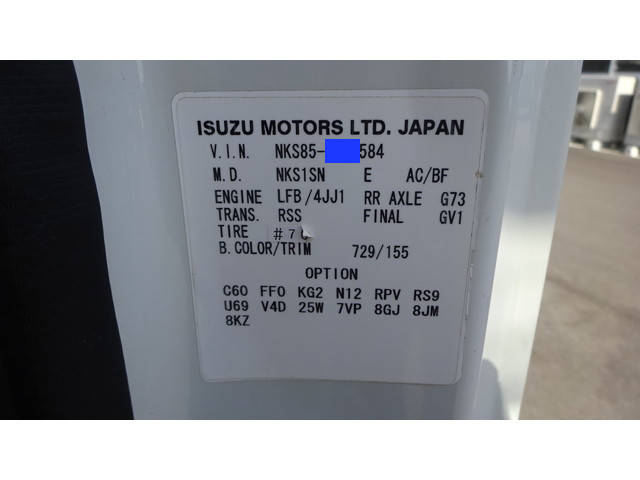 ISUZU MOTORS LTD. JAPAN
V.I.N. NKS85- 584
M.D. NKS1SN E AC/BF
ENGINE LFB/4JJ1 RR AXLE G73
TRANS. RSS FINAL GV1
TIRE
B.COLOR/TRIM 729/155
OPTION
C60 FF0 KG2 N12 RPV RS9
U69 V4D 25W 7VP 8GJ 8JM
8KZ